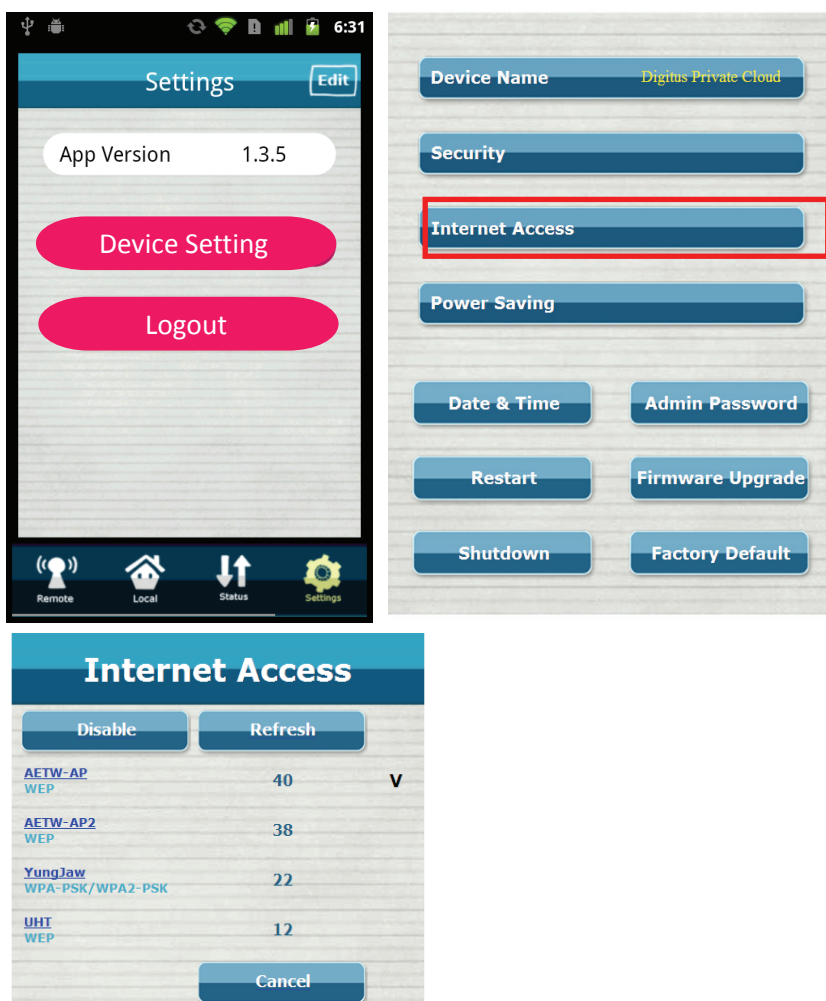 6:31
Settings
Edit
App Version 1.3.5
Device Setting
Logout
Remote Local Status Settings
Device Name Digitus Private Cloud
Security
Internet Access
Power Saving
Date & Time Admin Password
Restart Firmware Upgrade
Shutdown Factory Default
Internet Access
Disable Refresh
AETW-AP 40 V
WEP
AETW-AP2 38
WEP
YungJaw 22
WPA-PSK/WPA2-PSK
UHT 12
WEP
Cancel